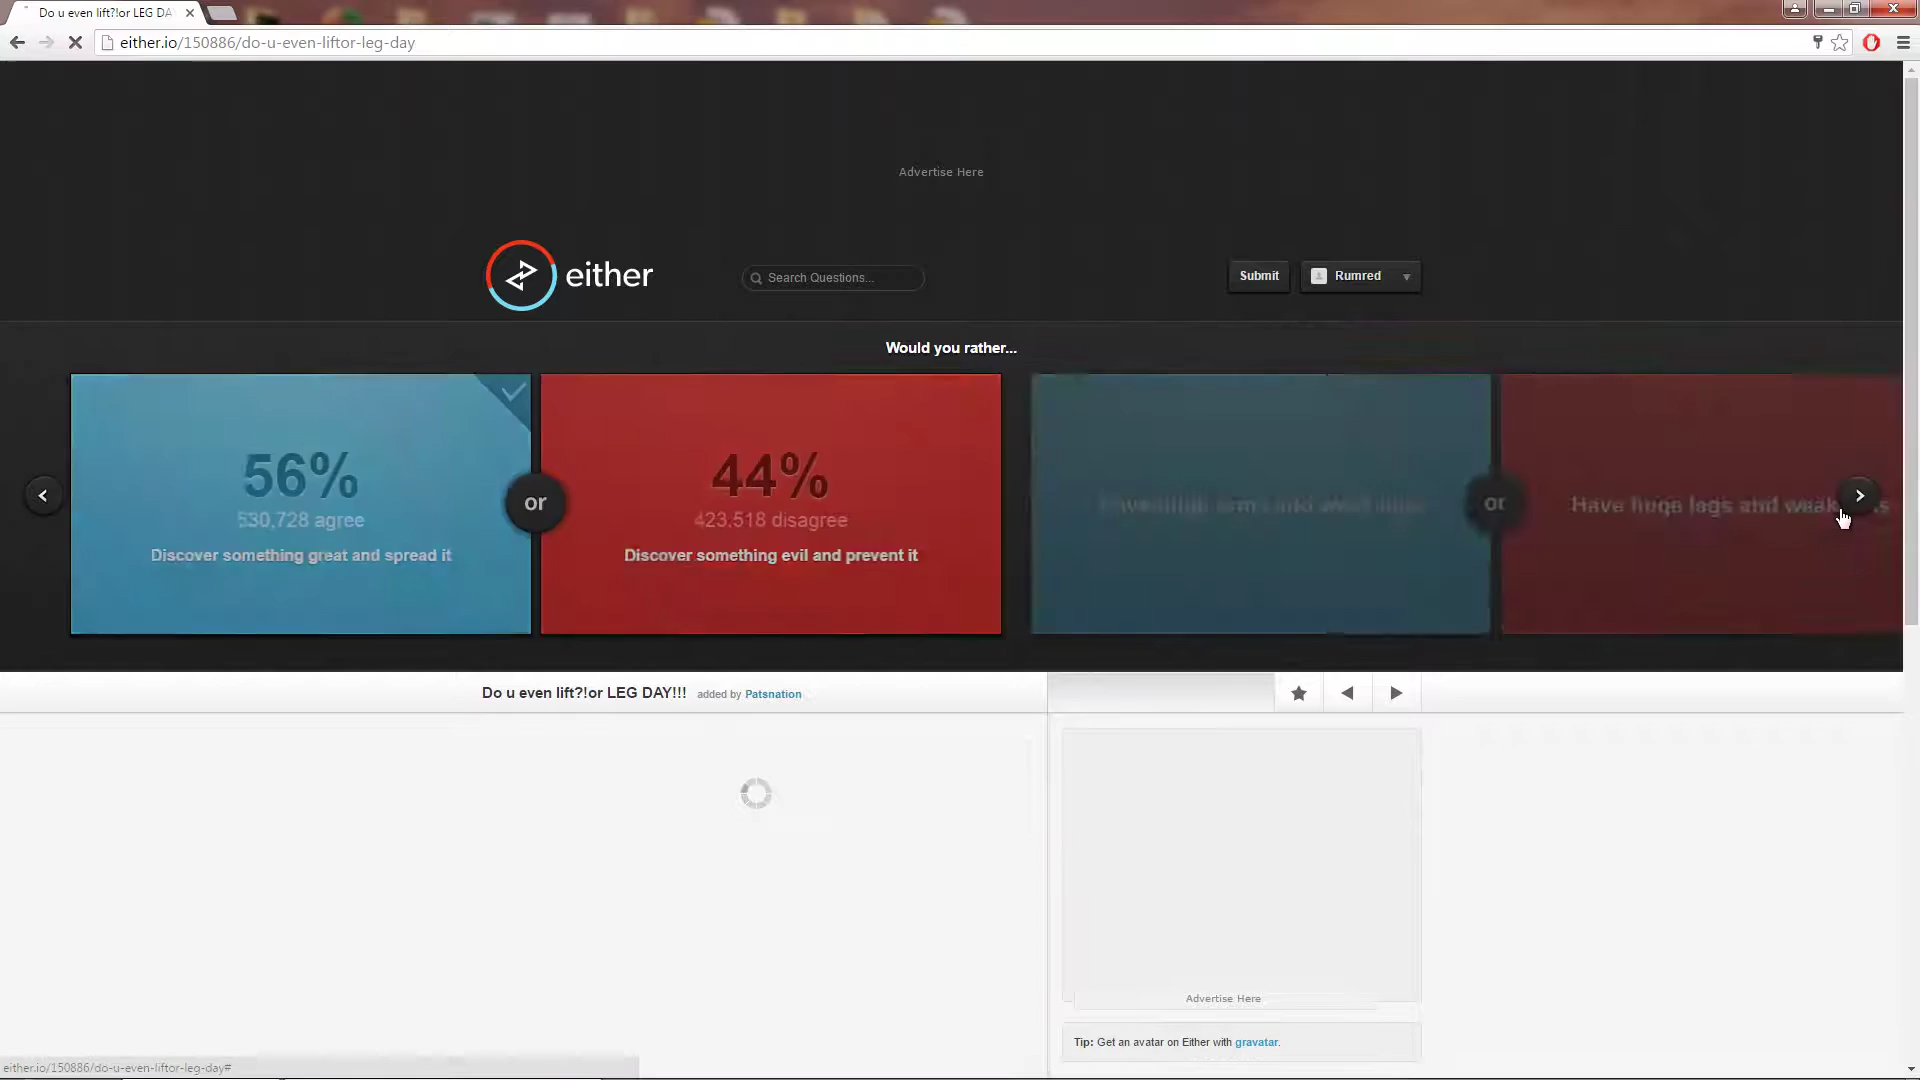 Do u even lift?!or LEG DA
either.io/150886/do-u-even-liftor-leg-day
Advertise Here
either
Search Questions...
Submit
Rumred
Would you rather...
56%
530,728 agree
Discover something great and spread it
or
44%
423,518 disagree
Discover something evil and prevent it
or
Have huge legs and weak
Do u even lift?!or LEG DAY!!! added by Patsnation
Advertise Here
Tip: Get an avatar on Either with gravatar.
either.io/150886/do-u-even-liftor-leg-day#